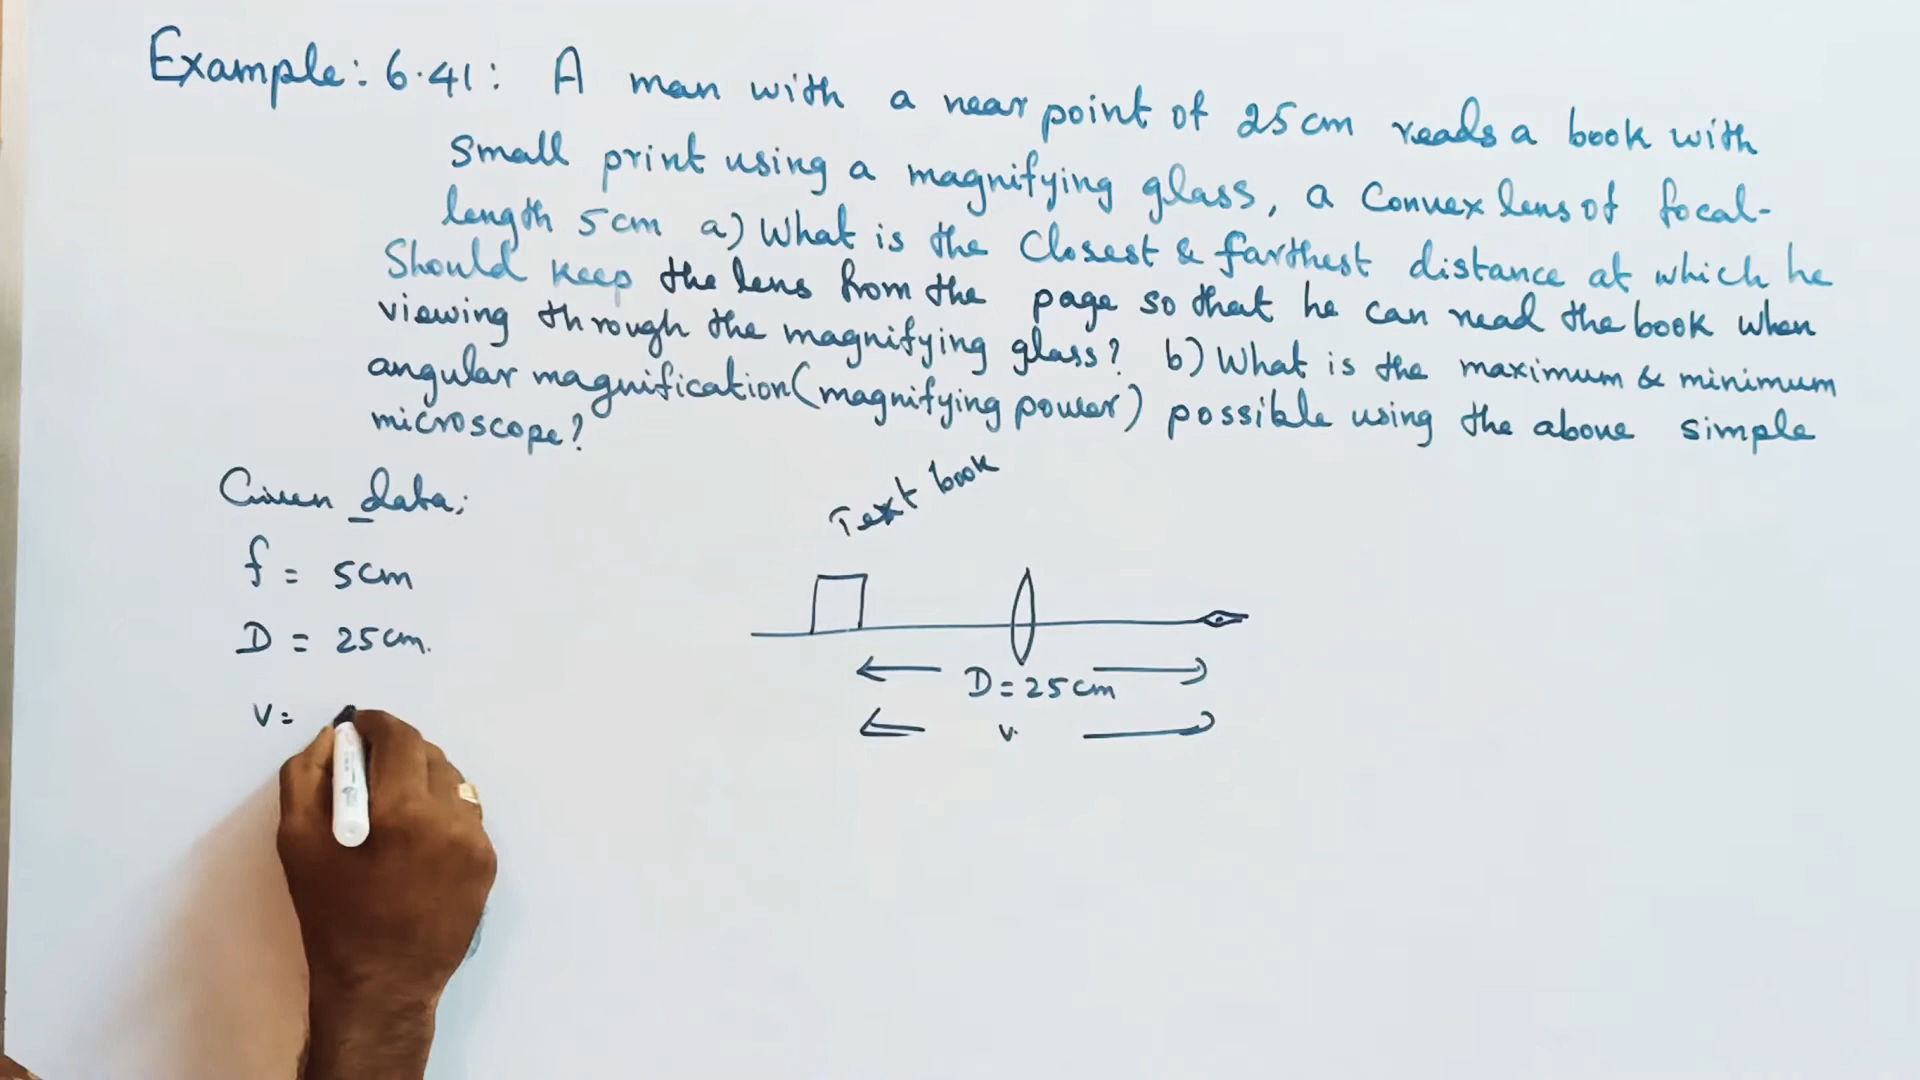 Example: 6.41: A man with a near point of 25cm reads a book with
small print using a magnifying glass, a convex lens of focal-
length 5cm a) What is the Closest & farthest distance at which he
Should keep the lens from the page so that he can read the book when
viewing through the magnifying glass? b) What is the maximum & minimum
angular magnification (magnifying power) possible using the above simple
microscope?
Given data;
Text book
f = 5cm
D = 25cm.
D = 25cm
V =
v.